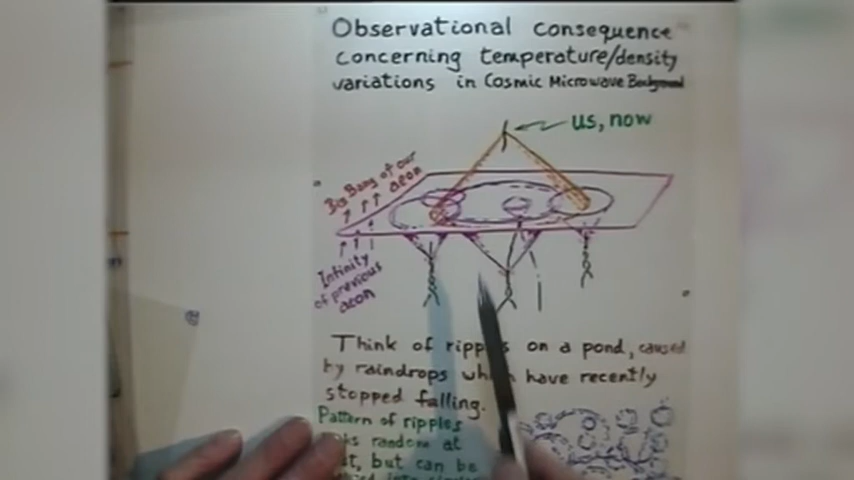 Observational consequence
concerning temperature/density
variations in Cosmic Microwave Background
us, now
Big Bang of our
aeon
Infinity
of previous
aeon
Think of ripples on a pond, caused
by raindrops which have recently
stopped falling.
Pattern of ripples
random at
but can be